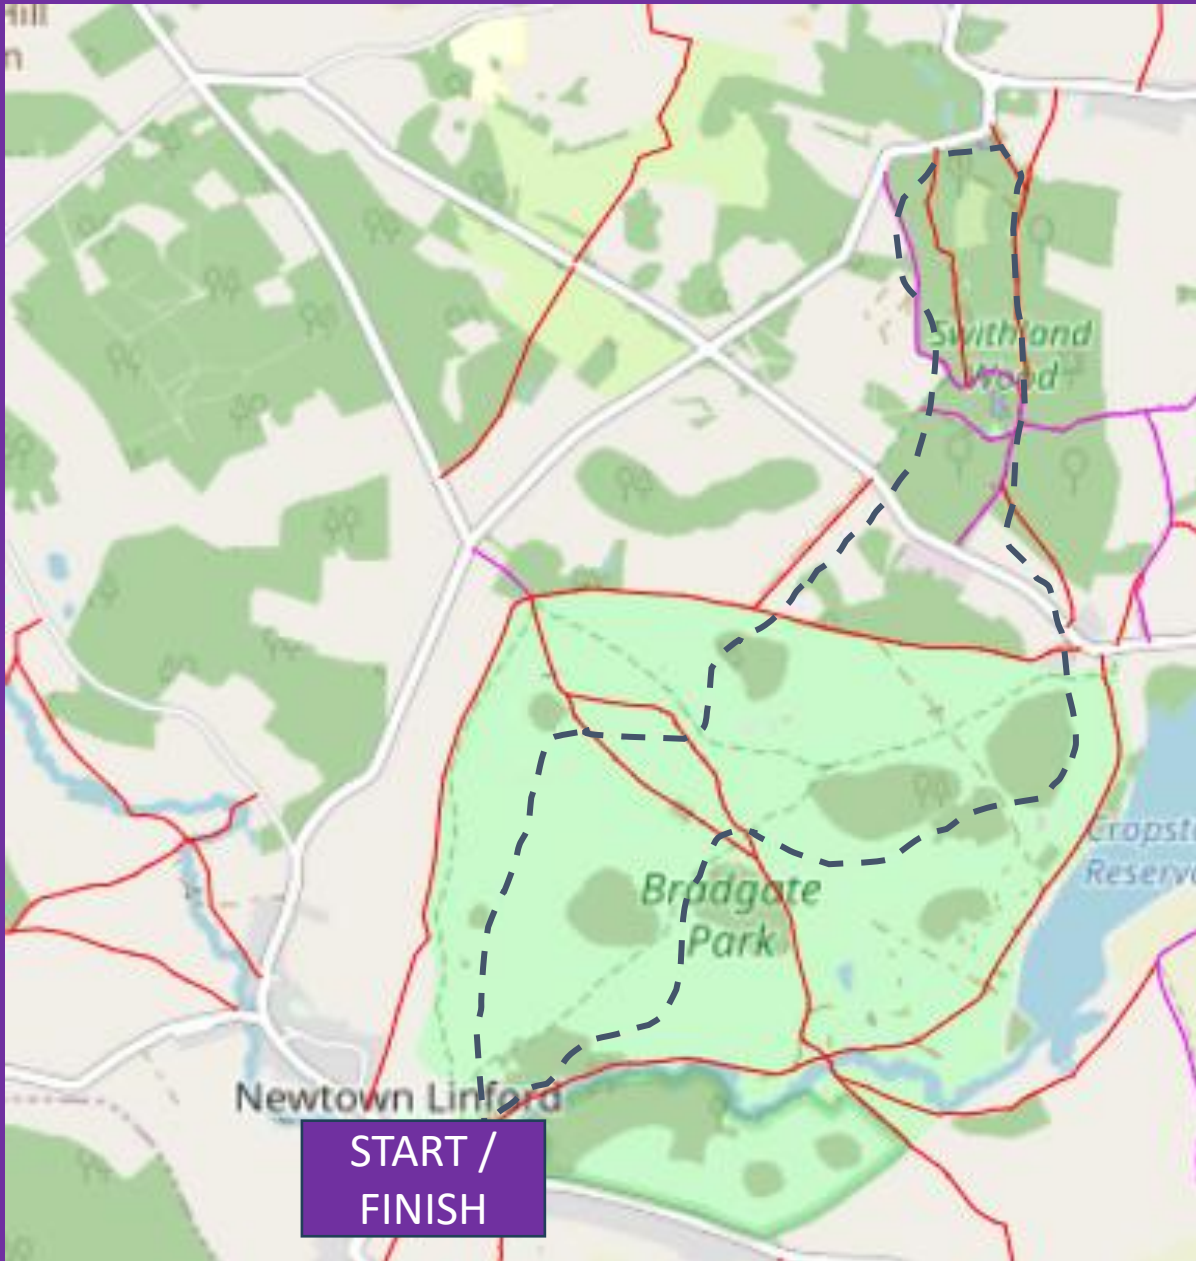 Hill
n
Swithland
Wood
Cropst
Reserv
Bradgate
Park
Newtown Linford
START /
FINISH